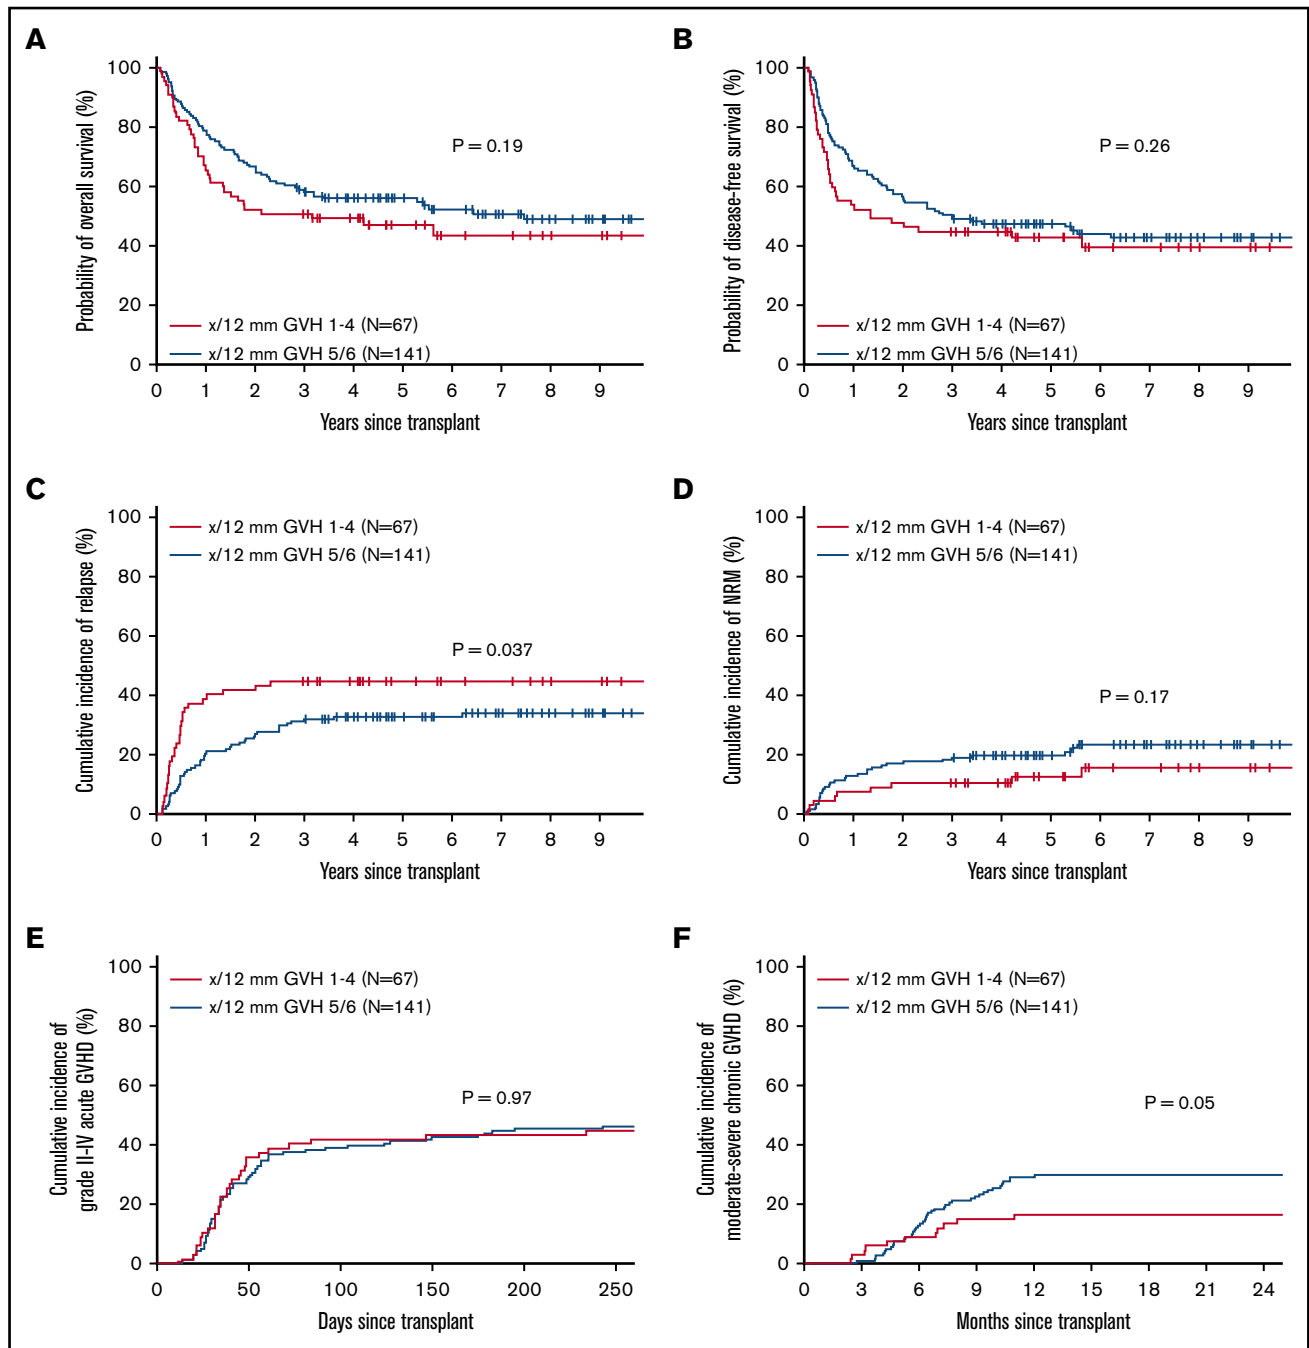 A
Probability of overall survival (%)
100
80
60
40
20
0
P = 0.19
x/12 mm GVH 1-4 (N=67)
x/12 mm GVH 5/6 (N=141)
0 1 2 3 4 5 6 7 8 9
Years since transplant
B
Probability of disease-free survival (%)
100
80
60
40
20
0
P = 0.26
x/12 mm GVH 1-4 (N=67)
x/12 mm GVH 5/6 (N=141)
0 1 2 3 4 5 6 7 8 9
Years since transplant
C
Cumulative incidence of relapse (%)
100
80
60
40
20
0
x/12 mm GVH 1-4 (N=67)
x/12 mm GVH 5/6 (N=141)
P = 0.037
0 1 2 3 4 5 6 7 8 9
Years since transplant
D
Cumulative incidence of NRM (%)
100
80
60
40
20
0
x/12 mm GVH 1-4 (N=67)
x/12 mm GVH 5/6 (N=141)
P = 0.17
0 1 2 3 4 5 6 7 8 9
Years since transplant
E
Cumulative incidence of
grade II-IV acute GVHD (%)
100
80
60
40
20
0
x/12 mm GVH 1-4 (N=67)
x/12 mm GVH 5/6 (N=141)
P = 0.97
0 50 100 150 200 250
Days since transplant
F
Cumulative incidence of
moderate-severe chronic GVHD (%)
100
80
60
40
20
0
x/12 mm GVH 1-4 (N=67)
x/12 mm GVH 5/6 (N=141)
P = 0.05
0 3 6 9 12 15 18 21 24
Months since transplant